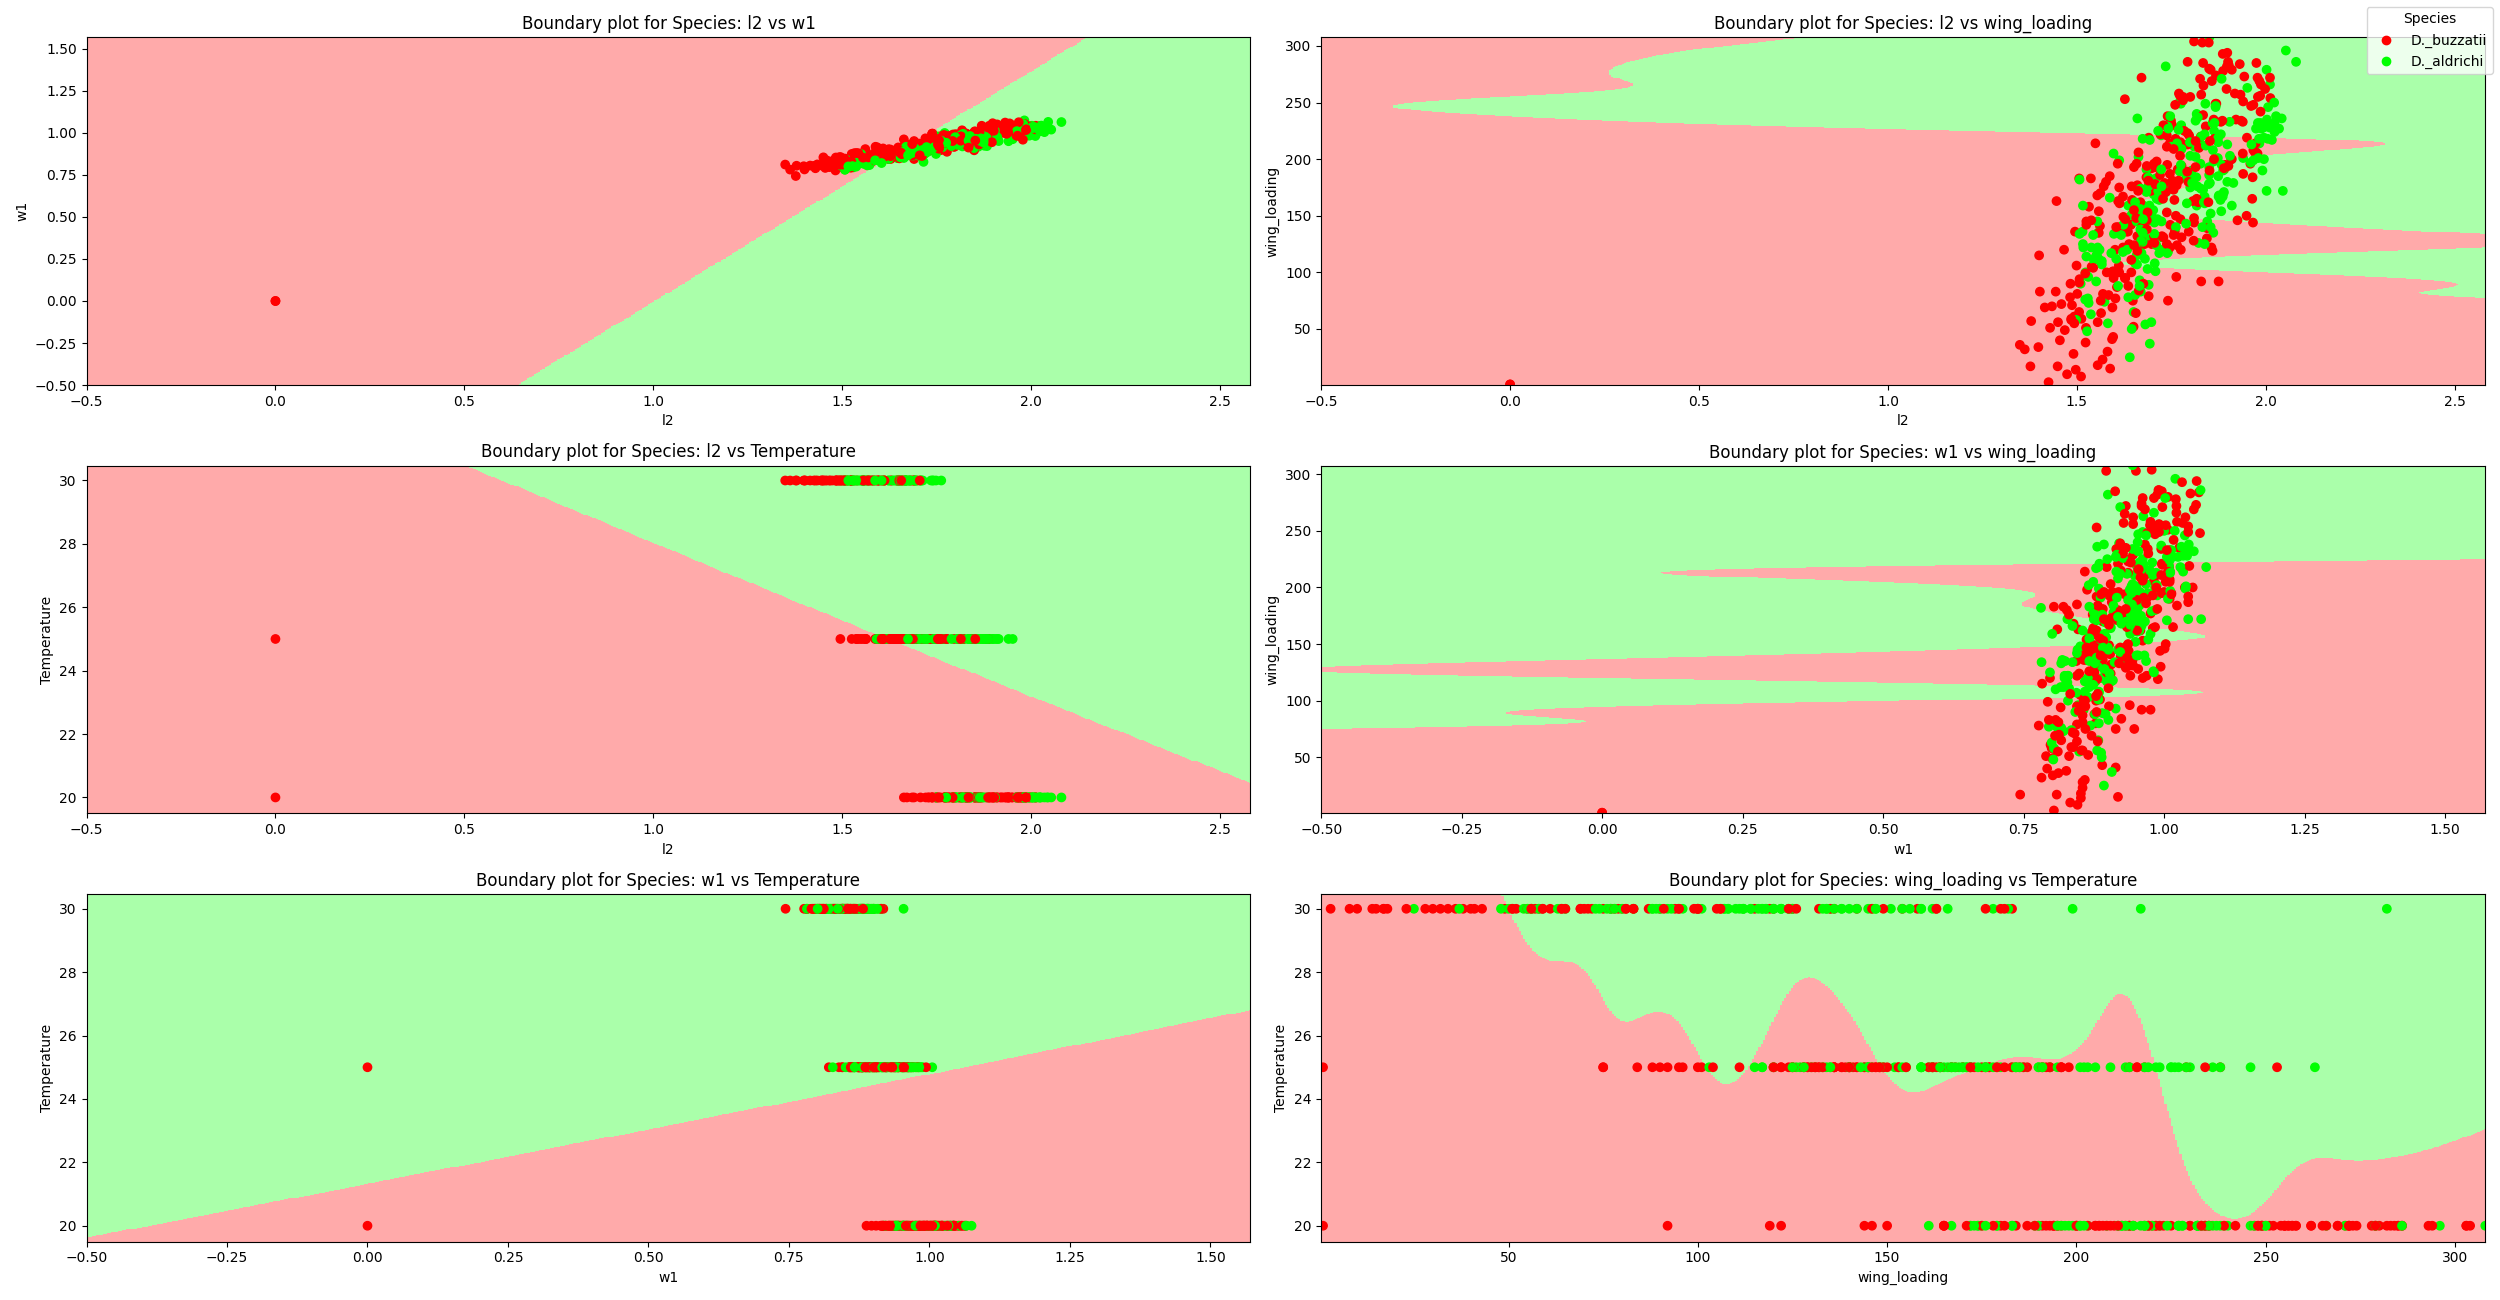 Boundary plot for Species: l2 vs w1
1.50
1.25
1.00
0.75
0.50
0.25
0.00
−0.25
−0.50
w1
−0.5 0.0 0.5 1.0 1.5 2.0 2.5
l2
Boundary plot for Species: l2 vs wing_loading
Species
D._buzzatii
D._aldrichi
300
250
200
150
100
50
wing_loading
−0.5 0.0 0.5 1.0 1.5 2.0 2.5
l2
Boundary plot for Species: l2 vs Temperature
30
28
26
24
22
20
Temperature
−0.5 0.0 0.5 1.0 1.5 2.0 2.5
l2
Boundary plot for Species: w1 vs wing_loading
300
250
200
150
100
50
wing_loading
−0.50 −0.25 0.00 0.25 0.50 0.75 1.00 1.25 1.50
w1
Boundary plot for Species: w1 vs Temperature
30
28
26
24
22
20
Temperature
−0.50 −0.25 0.00 0.25 0.50 0.75 1.00 1.25 1.50
w1
Boundary plot for Species: wing_loading vs Temperature
30
28
26
24
22
20
Temperature
50 100 150 200 250 300
wing_loading